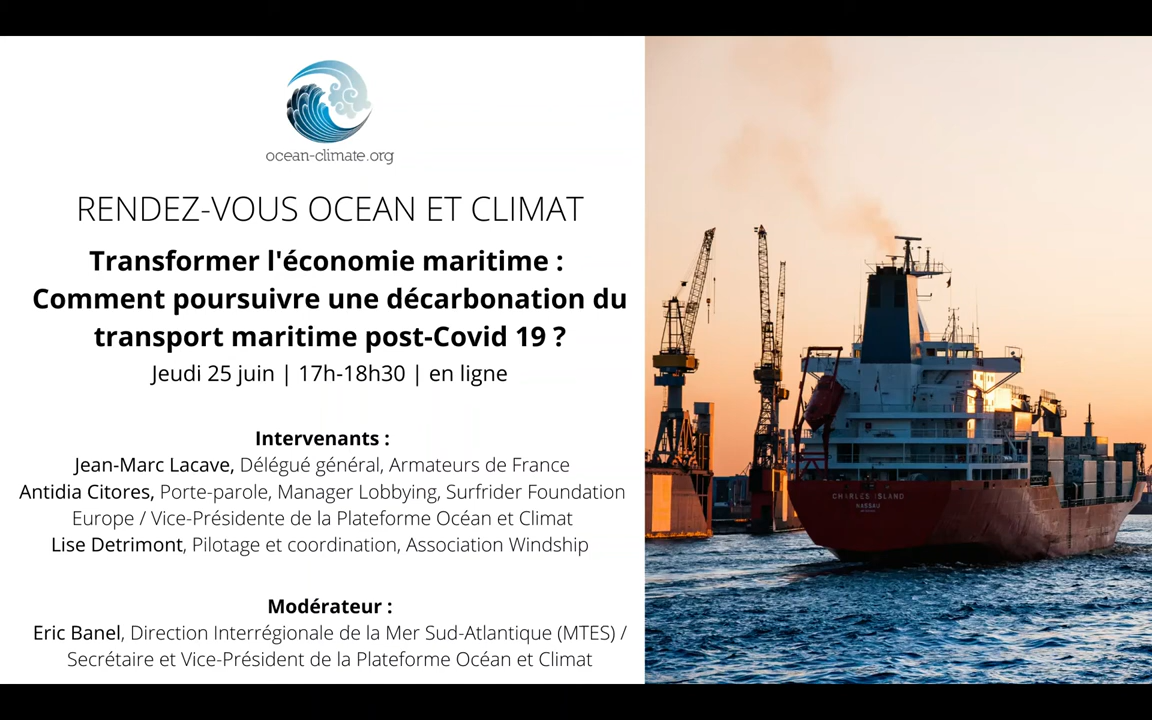 ocean-climate.org
RENDEZ-VOUS OCEAN ET CLIMAT
Transformer l'économie maritime :
Comment poursuivre une décarbonation du
transport maritime post-Covid 19 ?
Jeudi 25 juin | 17h-18h30 | en ligne
Intervenants :
Jean-Marc Lacave, Délégué général, Armateurs de France
Antidia Citores, Porte-parole, Manager Lobbying, Surfrider Foundation
Europe / Vice-Présidente de la Plateforme Océan et Climat
Lise Detrimont, Pilotage et coordination, Association Windship
Modérateur :
Eric Banel, Direction Interrégionale de la Mer Sud-Atlantique (MTES) /
Secrétaire et Vice-Président de la Plateforme Océan et Climat
CHARLES ISLAND
NASSAU